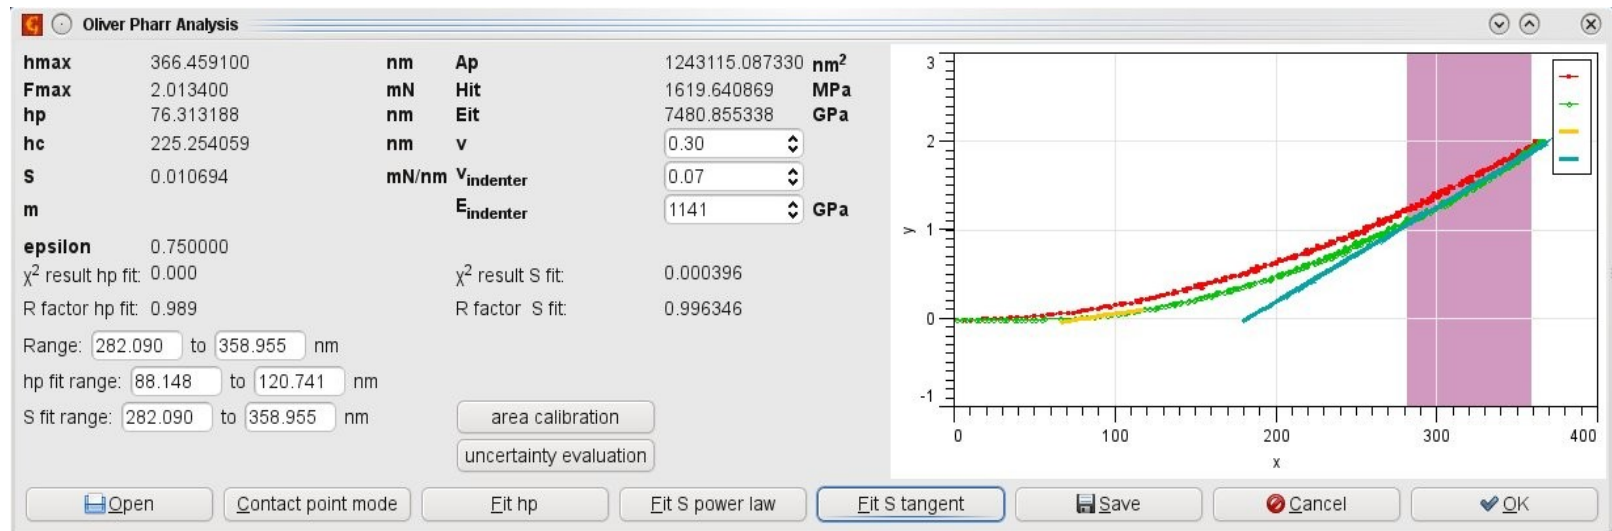 Oliver Pharr Analysis
hmax 366.459100 nm Ap 1243115.087330 nm²
Fmax 2.013400 mN Hit 1619.640869 MPa
hp 76.313188 nm Eit 7480.855338 GPa
hc 225.254059 nm v 0.30
S 0.010694 mN/nm vindenter 0.07
m Eindenter 1141 GPa
epsilon 0.750000
χ² result hp fit: 0.000 χ² result S fit: 0.000396
R factor hp fit: 0.989 R factor S fit: 0.996346
Range: 282.090 to 358.955 nm
hp fit range: 88.148 to 120.741 nm
S fit range: 282.090 to 358.955 nm
area calibration
uncertainty evaluation
3
2
1
0
-1
y
0 100 200 300 400
x
Open Contact point mode Fit hp Fit S power law Fit S tangent Save Cancel OK